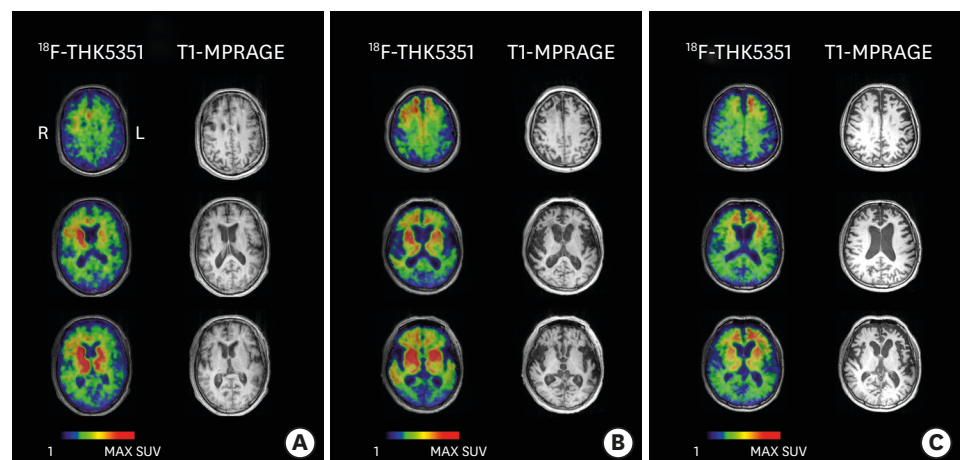 ¹⁸F-THK5351 T1-MPRAGE
R L
1 MAX SUV
A
¹⁸F-THK5351 T1-MPRAGE
1 MAX SUV
B
¹⁸F-THK5351 T1-MPRAGE
1 MAX SUV
C